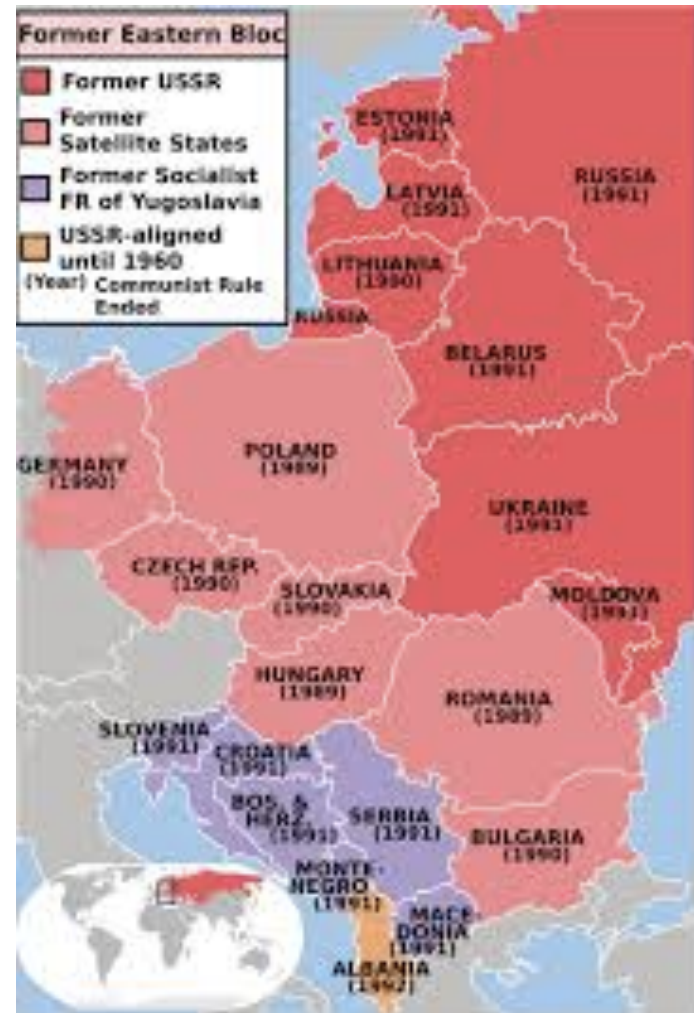 Former Eastern Bloc
Former USSR
Former
Satellite States
Former Socialist
FR of Yugoslavia
USSR-aligned
until 1960
(Year) Communist Rule
Ended
ESTONIA
(1991)
RUSSIA
(1991)
LATVIA
(1991)
LITHUANIA
(1990)
RUSSIA
BELARUS
(1991)
POLAND
(1989)
GERMANY
(1990)
UKRAINE
(1991)
CZECH REP.
(1990)
SLOVAKIA
(1990)
MOLDOVA
(1991)
HUNGARY
(1989)
ROMANIA
(1989)
SLOVENIA
(1991)
CROATIA
(1991)
BOS. &
HERZ.
(1991)
SERBIA
(1991)
BULGARIA
(1990)
MONTE-
NEGRO
(1991)
MACE-
DONIA
(1991)
ALBANIA
(1992)